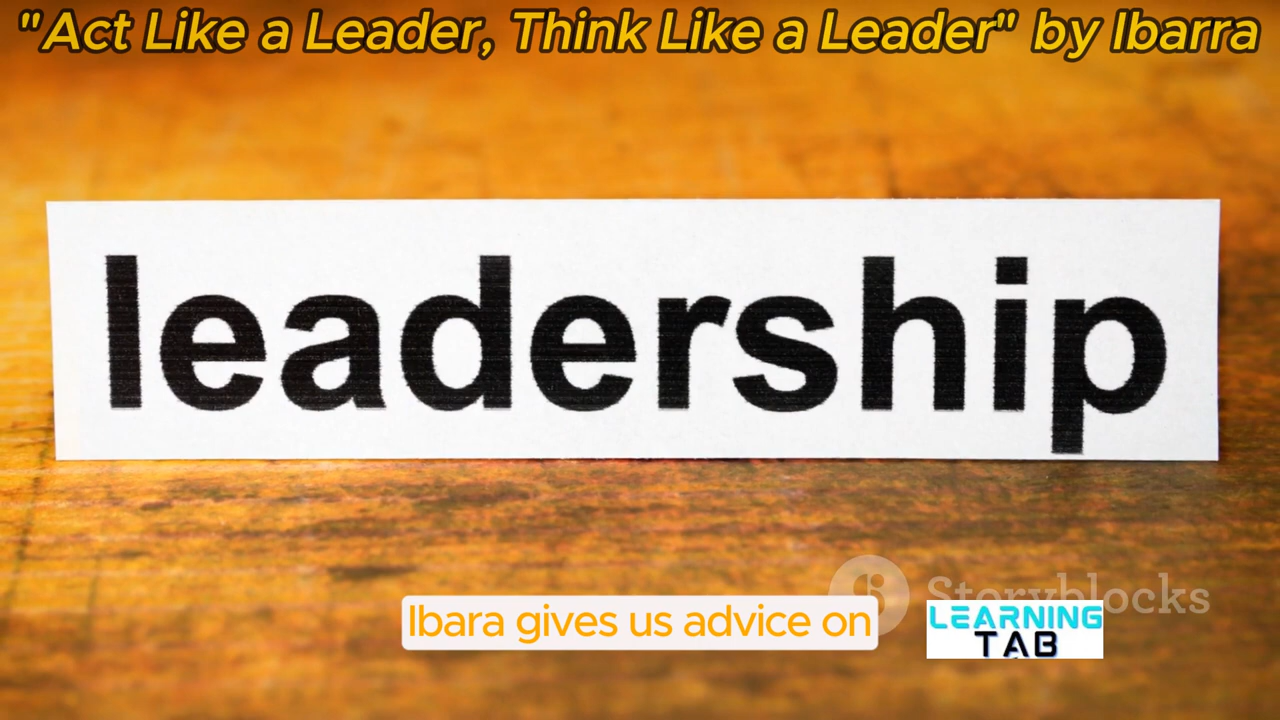 "Act Like a Leader, Think Like a Leader" by Ibarra
leadership
Storyblocks
Ibara gives us advice on
LEARNING
TAB